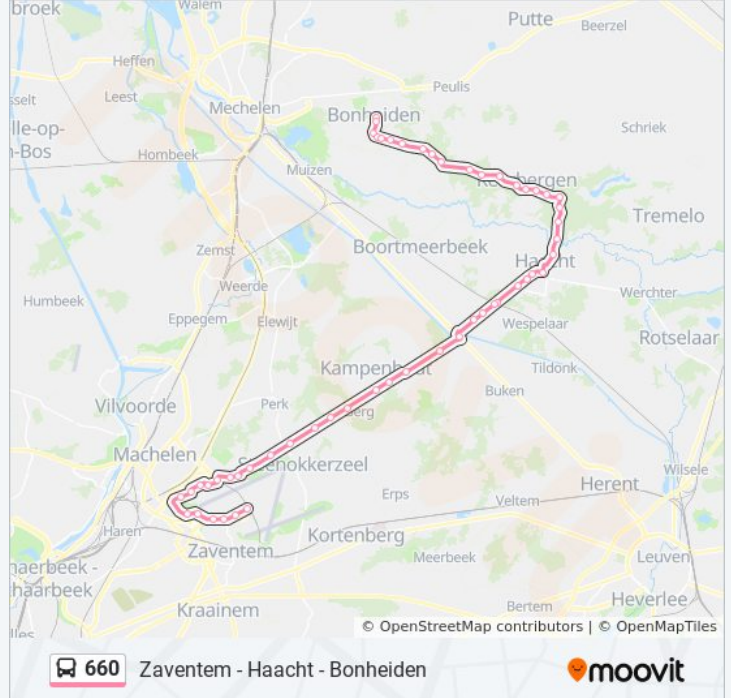 broek
Walem
Putte
Beerzel
Heffen
Peulis
sselt
Leest
Mechelen
Bonheiden
lle-op-
n-Bos
Schriek
Hombeek
Muizen
Tremelo
Boortmeerbeek
Zemst
Weerde
Werchter
Humbeek
Eppegem
Elewijt
Wespelaar
Rotselaar
Kampenhout
Tildonk
Buken
Perk
Vilvoorde
Machelen
Steenokkerzeel
Wilsele
Herent
Erps
Veltem
Haren
Kortenberg
Zaventem
Meerbeek
Leuven
haerbeek -
haarbeek
Kraainem
Bertem
Heverlee
lles
© OpenStreetMap contributors | © OpenMapTiles
660 Zaventem - Haacht - Bonheiden
moovit